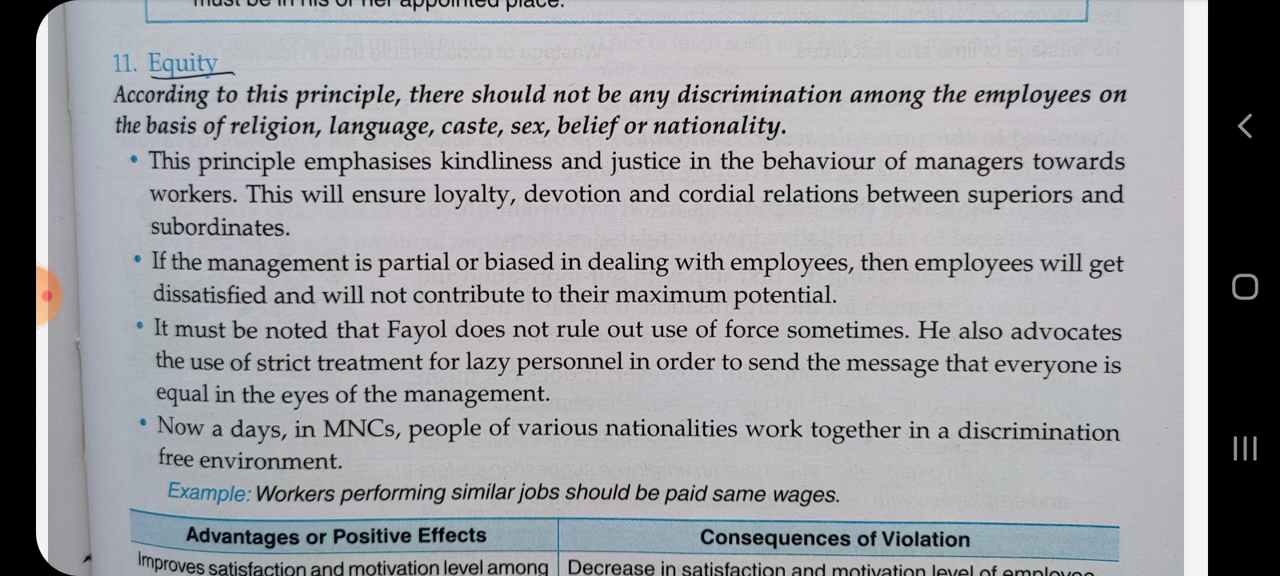 must be in his or her appointed place.
11. Equity
According to this principle, there should not be any discrimination among the employees on
the basis of religion, language, caste, sex, belief or nationality.
• This principle emphasises kindliness and justice in the behaviour of managers towards
workers. This will ensure loyalty, devotion and cordial relations between superiors and
subordinates.
• If the management is partial or biased in dealing with employees, then employees will get
dissatisfied and will not contribute to their maximum potential.
• It must be noted that Fayol does not rule out use of force sometimes. He also advocates
the use of strict treatment for lazy personnel in order to send the message that everyone is
equal in the eyes of the management.
• Now a days, in MNCs, people of various nationalities work together in a discrimination
free environment.
Example: Workers performing similar jobs should be paid same wages.
Advantages or Positive Effects
Consequences of Violation
Improves satisfaction and motivation level among
Decrease in satisfaction and motivation level of